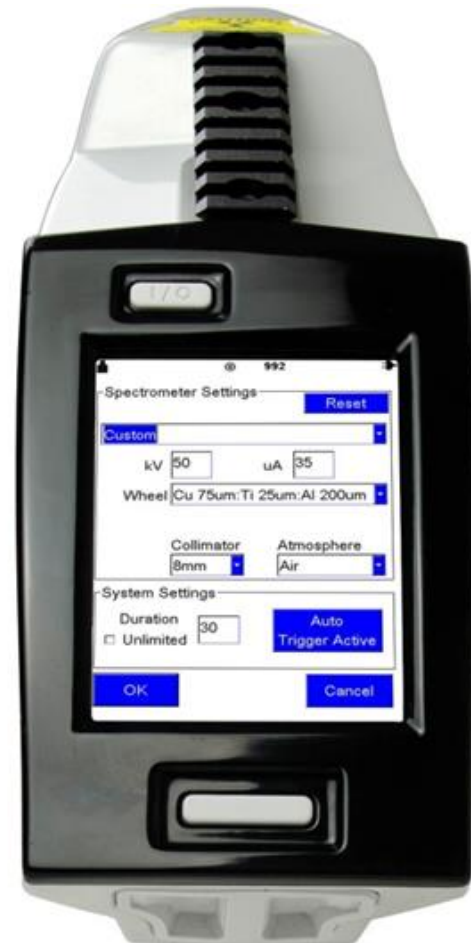 I/O
992
Spectrometer Settings
Reset
Custom
kV 50 uA 35
Wheel Cu 75um:Ti 25um:Al 200um
Collimator Atmosphere
8mm Air
System Settings
Duration
Unlimited
30
Auto
Trigger Active
OK Cancel